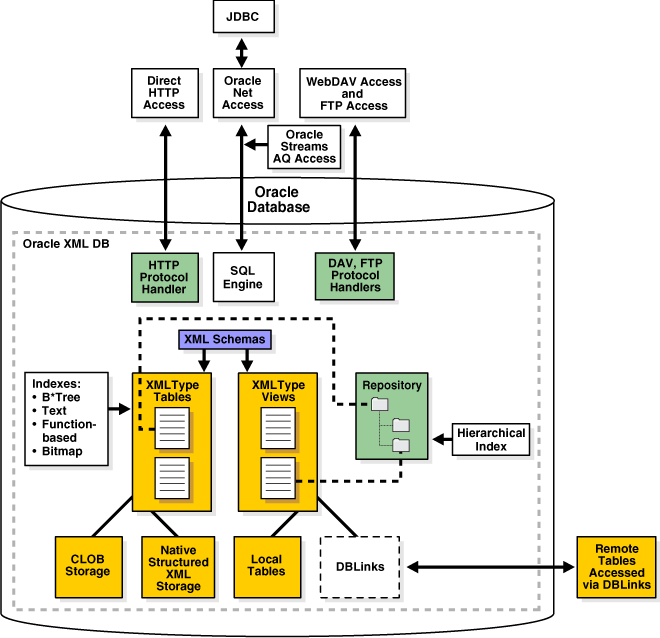 JDBC
Direct
HTTP
Access
Oracle
Net
Access
WebDAV Access
and
FTP Access
Oracle
Streams
AQ Access
Oracle
Database
Oracle XML DB
HTTP
Protocol
Handler
SQL
Engine
DAV, FTP
Protocol
Handlers
XML Schemas
Indexes:
• B*Tree
• Text
• Function-
based
• Bitmap
XMLType
Tables
XMLType
Views
Repository
Hierarchical
Index
CLOB
Storage
Native
Structured
XML
Storage
Local
Tables
DBLinks
Remote
Tables
Accessed
via DBLinks